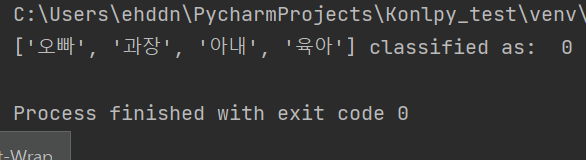 C:\Users\ehddn\PycharmProjects\Konlpy_test\venv\
['오빠', '과장', '아내', '육아'] classified as:  0
Process finished with exit code 0
t-Wrap